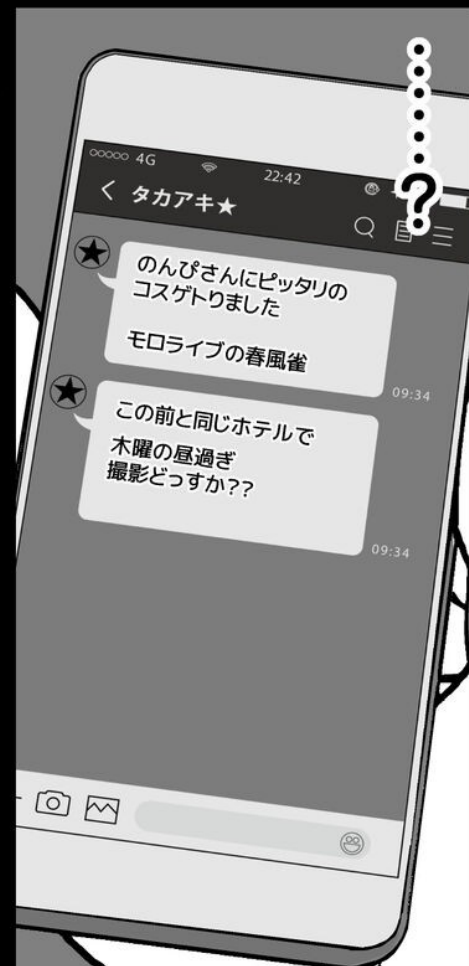 ………?
ooooo 4G 22:42
タカアキ★
のんぴさんにピッタリの
コスゲトりました
モロライブの春風雀
09:34
この前と同じホテルで
木曜の昼過ぎ
撮影どっすか??
09:34